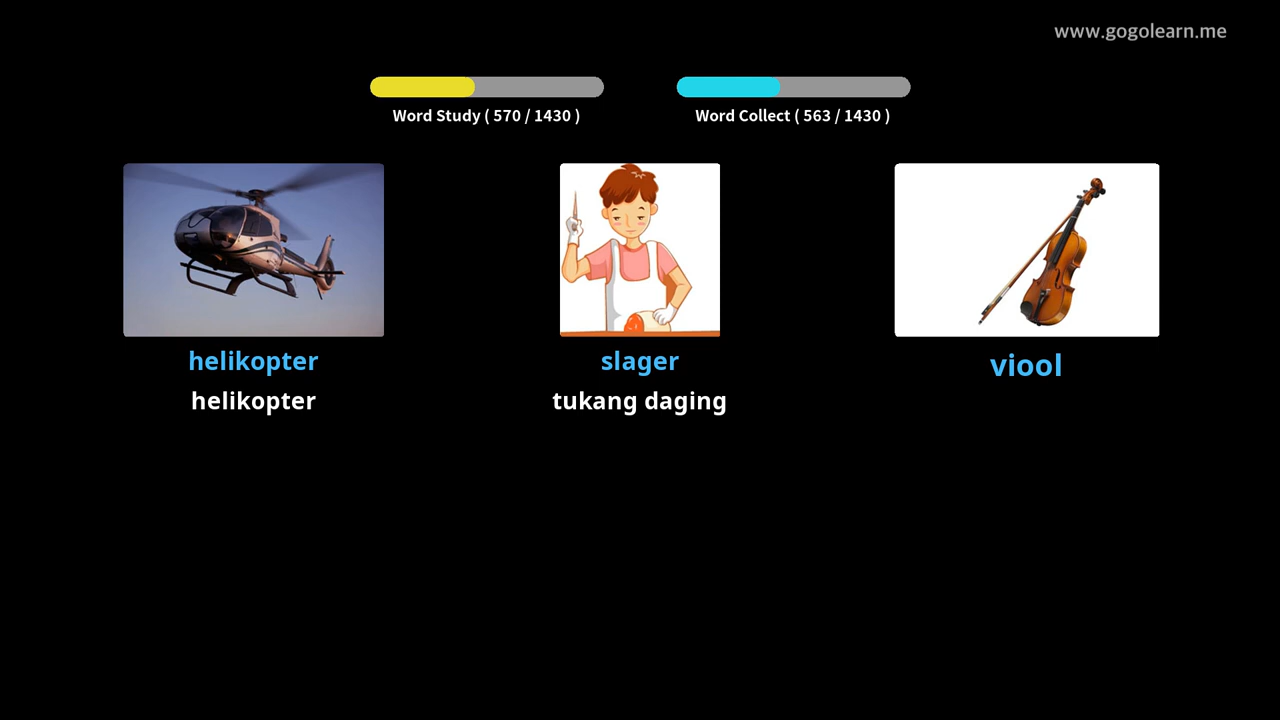 www.gogolearn.me
Word Study ( 570 / 1430 )
Word Collect ( 563 / 1430 )
helikopter
helikopter
slager
tukang daging
viool